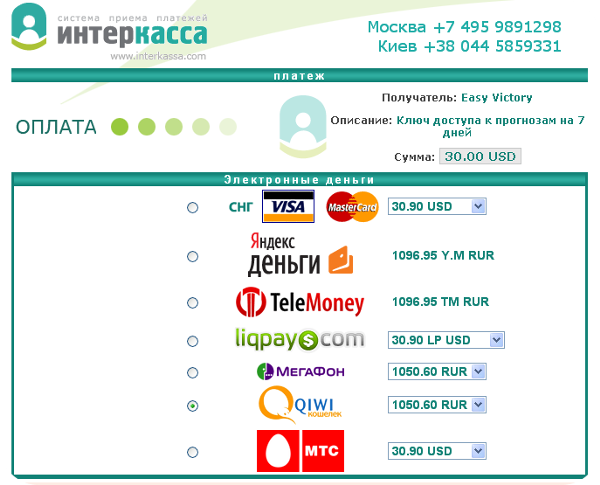 система приема платежей
интеркасса
www.interkassa.com
Москва +7 495 9891298
Киев +38 044 5859331
платеж
ОПЛАТА
Получатель: Easy Victory
Описание: Ключ доступа к прогнозам на 7
дней
Сумма: 30.00 USD
Электронные деньги
СНГ VISA MasterCard 30.90 USD
Яндекс
деньги 1096.95 Y.M RUR
TeleMoney 1096.95 TM RUR
liqpay$com 30.90 LP USD
МЕГАФОН 1050.60 RUR
QIWI
кошелек 1050.60 RUR
МТС 30.90 USD